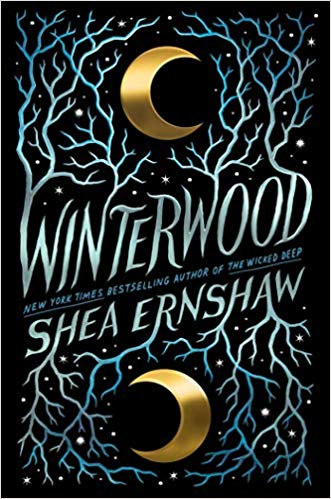 WINTERWOOD
NEW YORK TIMES BESTSELLING AUTHOR OF THE WICKED DEEP
SHEA ERNSHAW